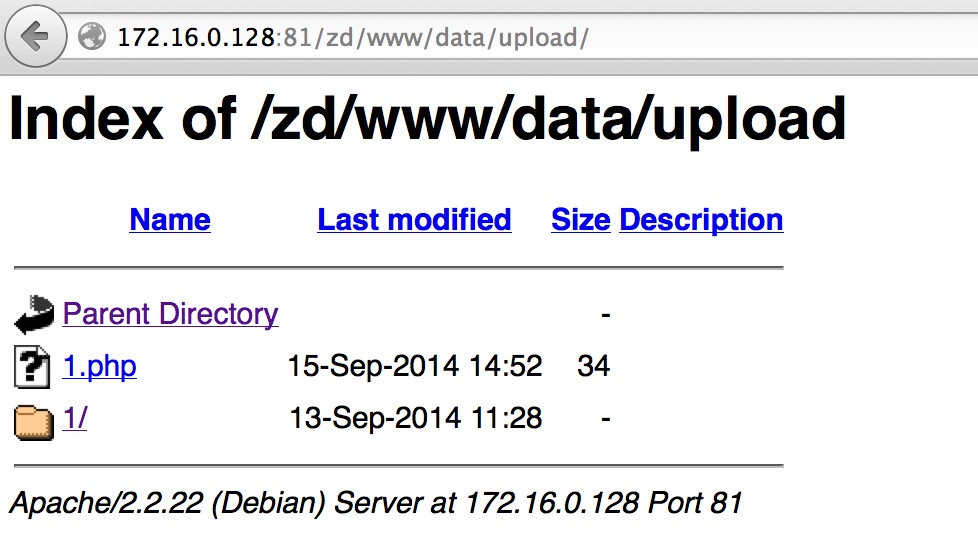 172.16.0.128:81/zd/www/data/upload/
Index of /zd/www/data/upload
Name Last modified Size Description
Parent Directory -
1.php 15-Sep-2014 14:52 34
1/ 13-Sep-2014 11:28 -
Apache/2.2.22 (Debian) Server at 172.16.0.128 Port 81